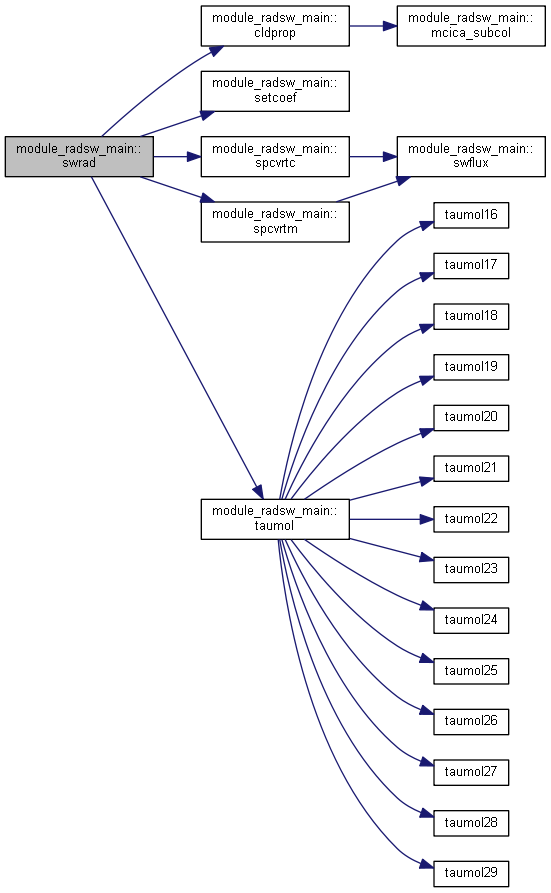 module_radsw_main::
swrad
module_radsw_main::
cldprop
module_radsw_main::
mcica_subcol
module_radsw_main::
setcoef
module_radsw_main::
spcvrtc
module_radsw_main::
swflux
module_radsw_main::
spcvrtm
module_radsw_main::
taumol
taumol16
taumol17
taumol18
taumol19
taumol20
taumol21
taumol22
taumol23
taumol24
taumol25
taumol26
taumol27
taumol28
taumol29